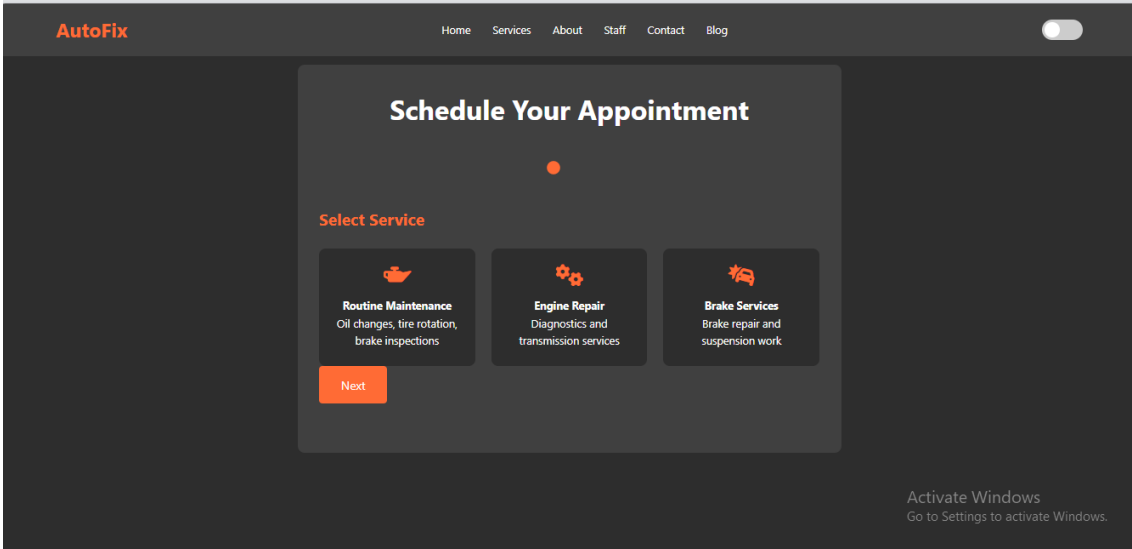 AutoFix
Home Services About Staff Contact Blog
Schedule Your Appointment
Select Service
Routine Maintenance
Oil changes, tire rotation,
brake inspections
Engine Repair
Diagnostics and
transmission services
Brake Services
Brake repair and
suspension work
Next
Activate Windows
Go to Settings to activate Windows.